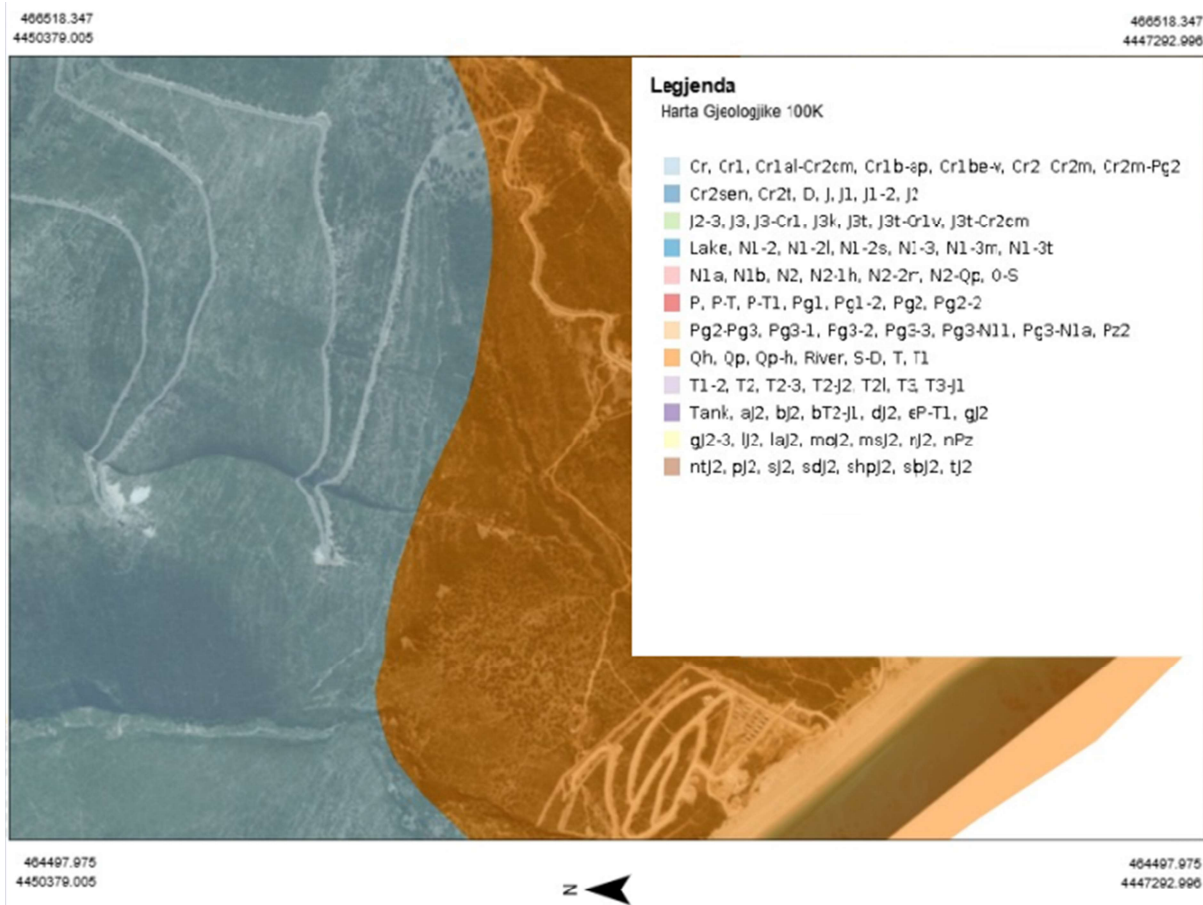 466518.347
4450379.005
466518.347
4447292.996
Legjenda
Harta Gjeologjike 100K
Cr, Cr1, Cr1al-Cr2cm, Cr1b-ap, Cr1be-v, Cr2, Cr2m, Cr2m-Pg2
Cr2sen, Cr2t, D, J, J1, J1-2, J2
J2-3, J3, J3-Cr1, J3k, J3t, J3t-Cr1v, J3t-Cr2cm
Lake, N1-2, N1-2l, N1-2s, N1-3, N1-3m, N1-3t
N1a, N1b, N2, N2-1h, N2-2r, N2-Qp, O-S
P, P-T, P-T1, Pg1, Pg1-2, Pg2, Pg2-2
Pg2-Pg3, Pg3-1, Pg3-2, Pg3-3, Pg3-N11, Pg3-N1a, Pz2
Qh, Qp, Qp-h, River, S-D, T, T1
T1-2, T2, T2-3, T2-J2, T2l, T3, T3-J1
Tank, aJ2, bJ2, bT2-J1, dJ2, eP-T1, gJ2
gJ2-3, lJ2, laJ2, moJ2, msJ2, nJ2, nPz
ntJ2, pJ2, sJ2, sdJ2, shpJ2, sbJ2, tJ2
464497.975
4450379.005
N
464497.975
4447292.996